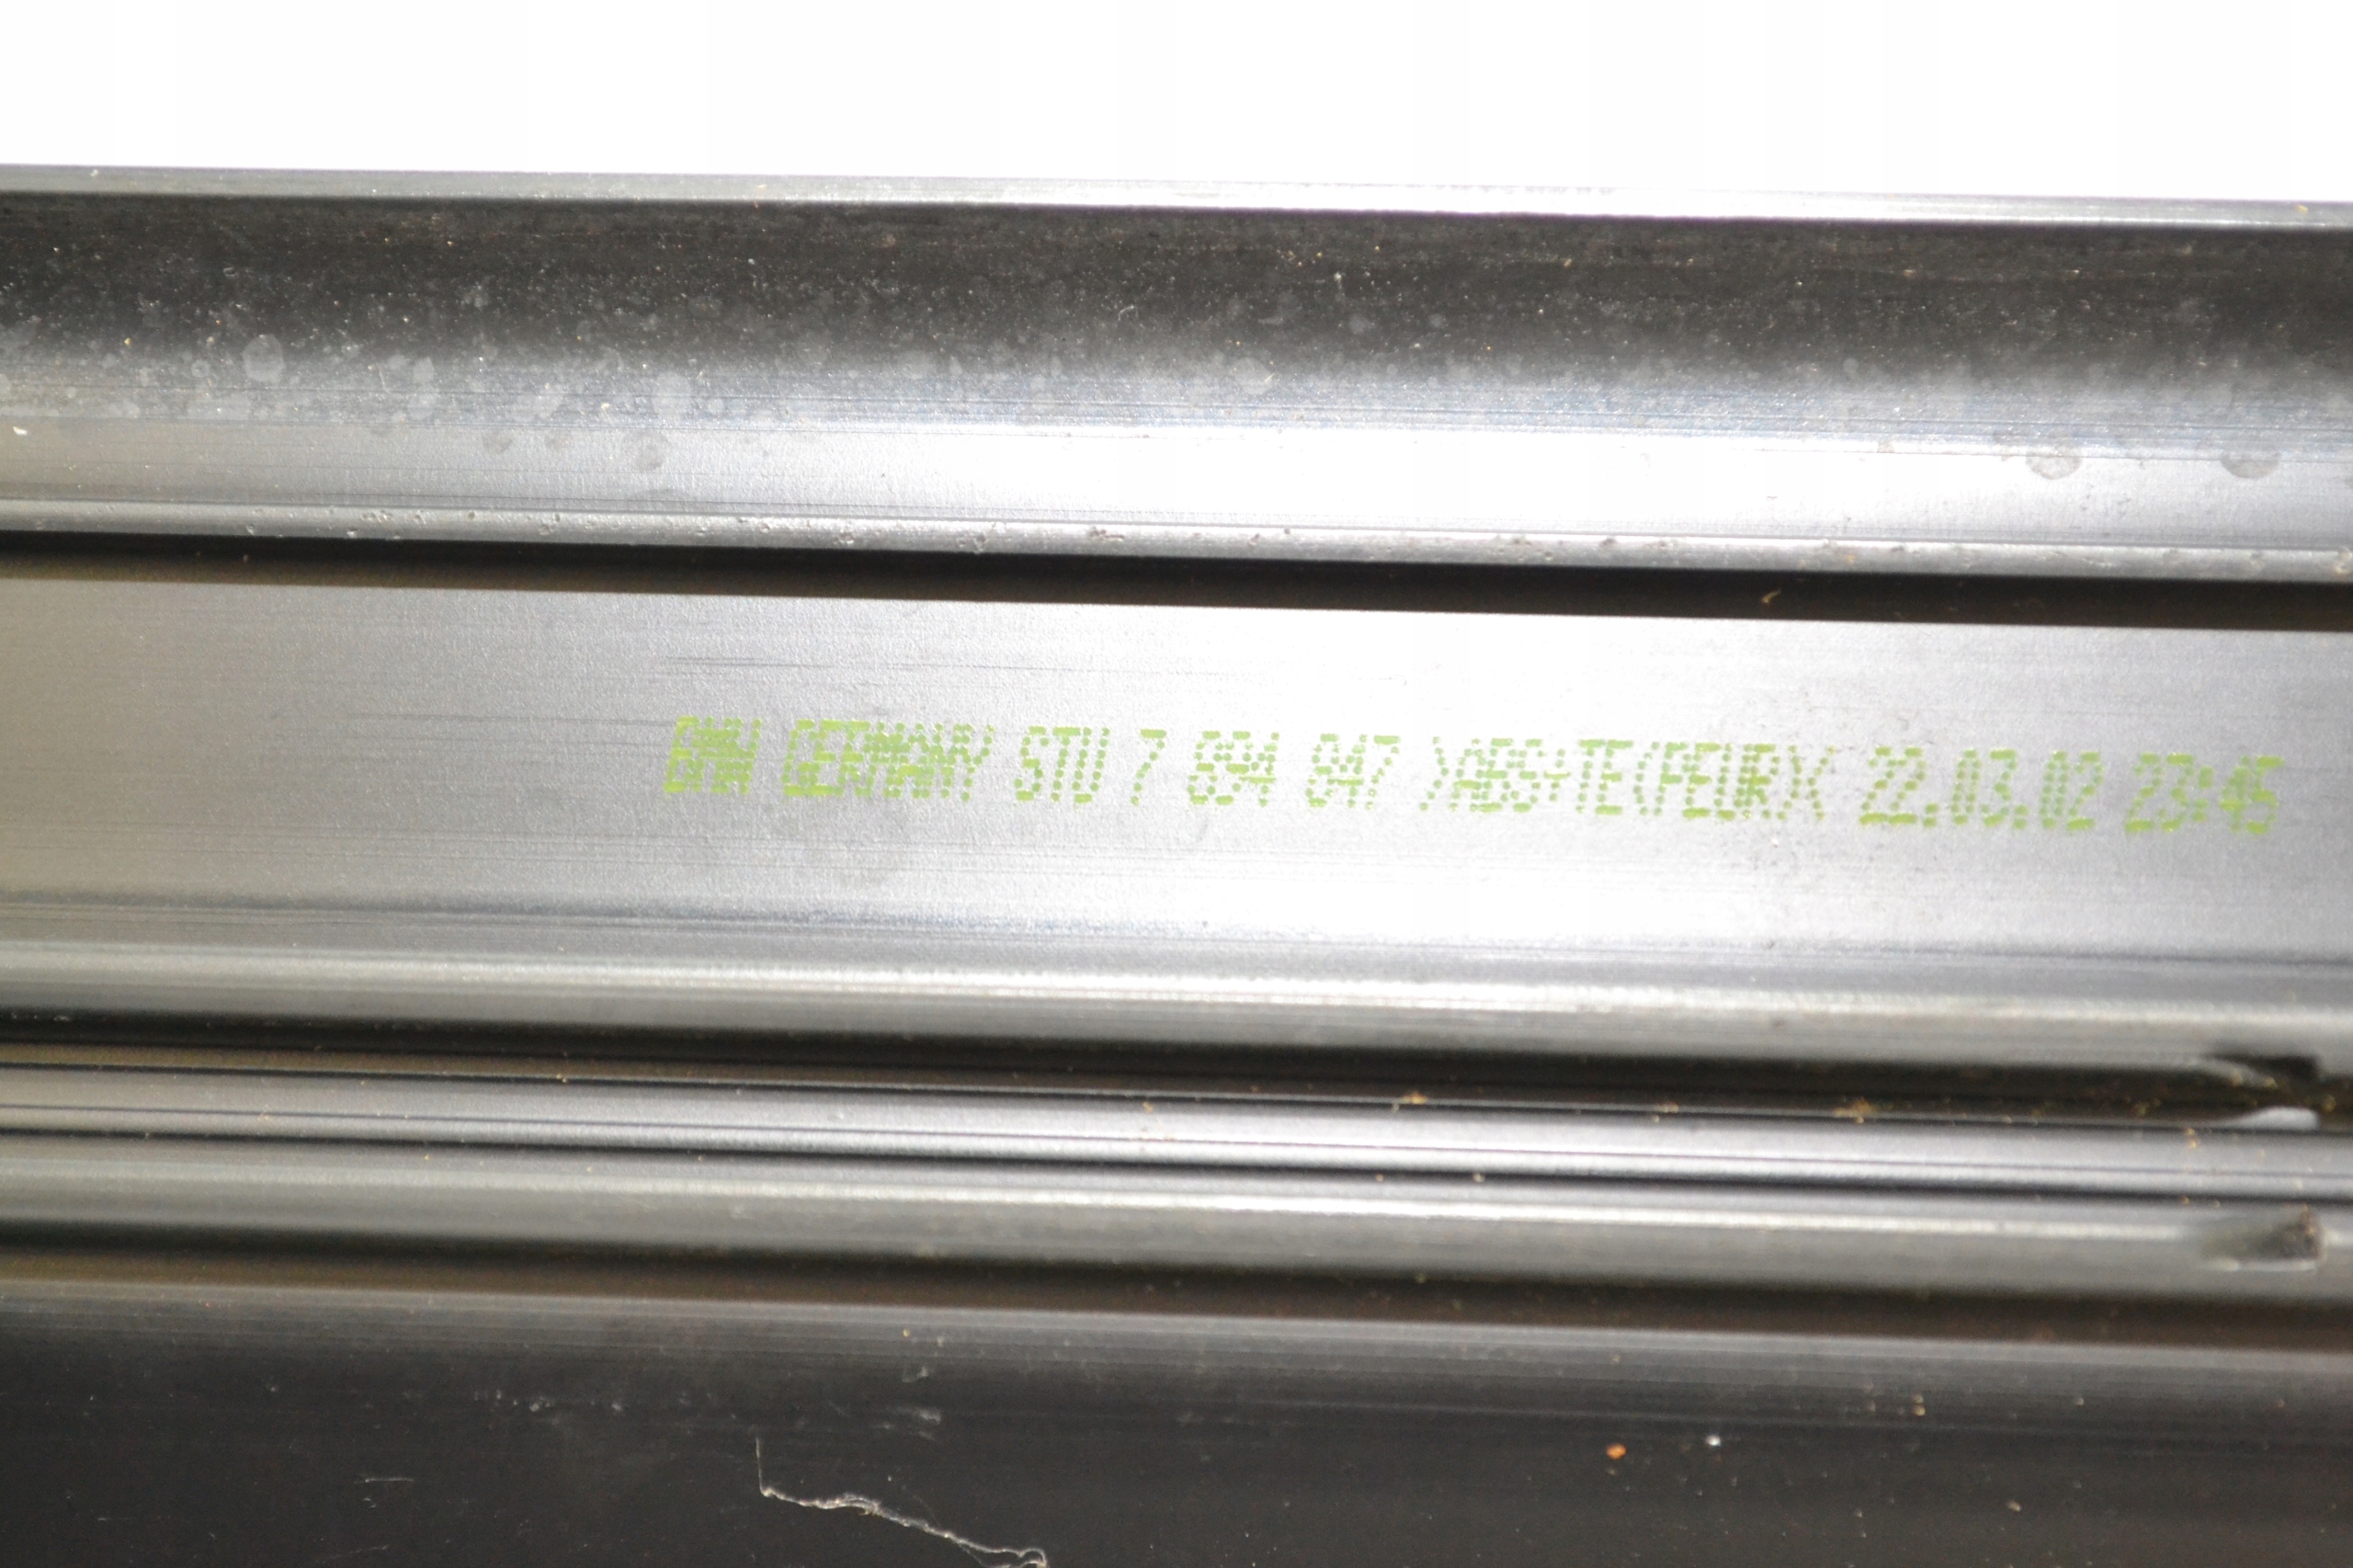 BMW GERMANY STU 7 894 847 >ABS+TE(PEUR)< 22.03.02 23:45